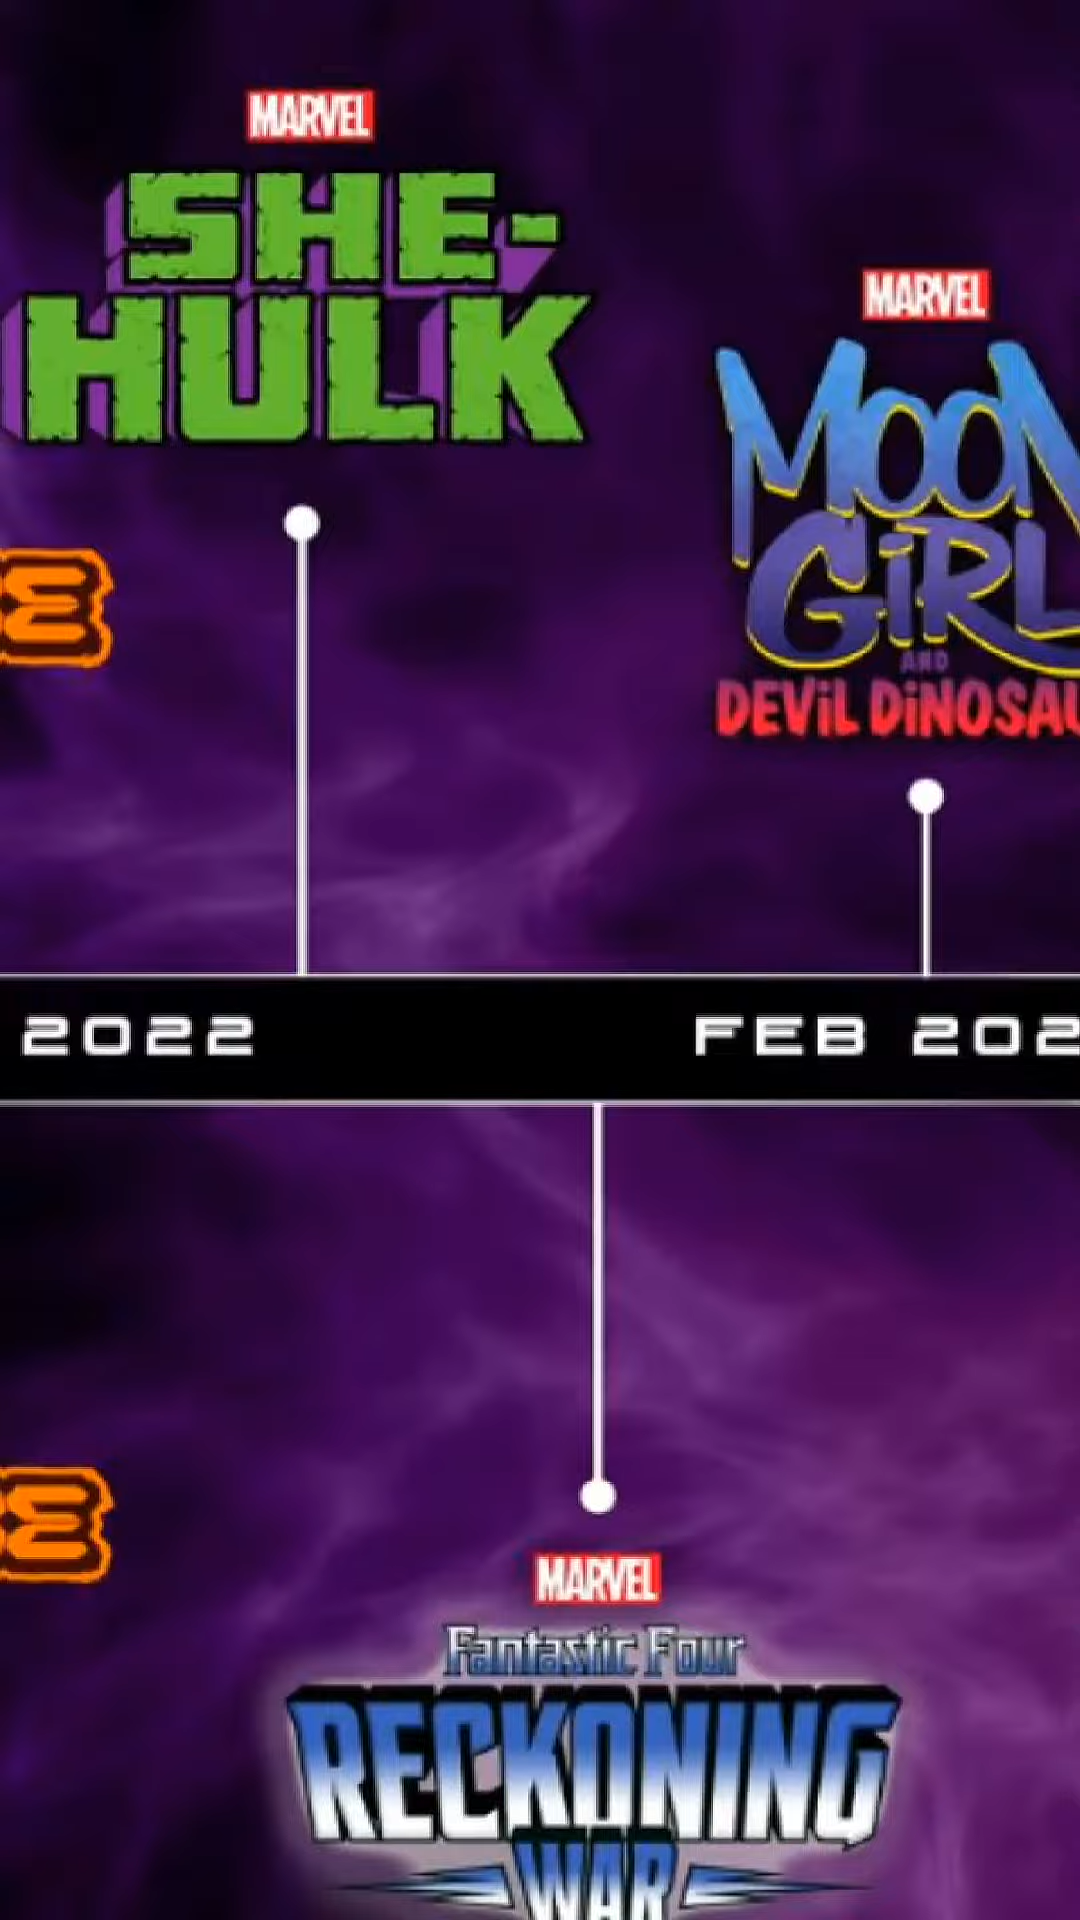 MARVEL
SHE-
HULK
MARVEL
MOON
GiRL
AND
DEViL DiNOSAU
E
2022
FEB 202
E
MARVEL
Fantastic Four
RECKONING
WAR